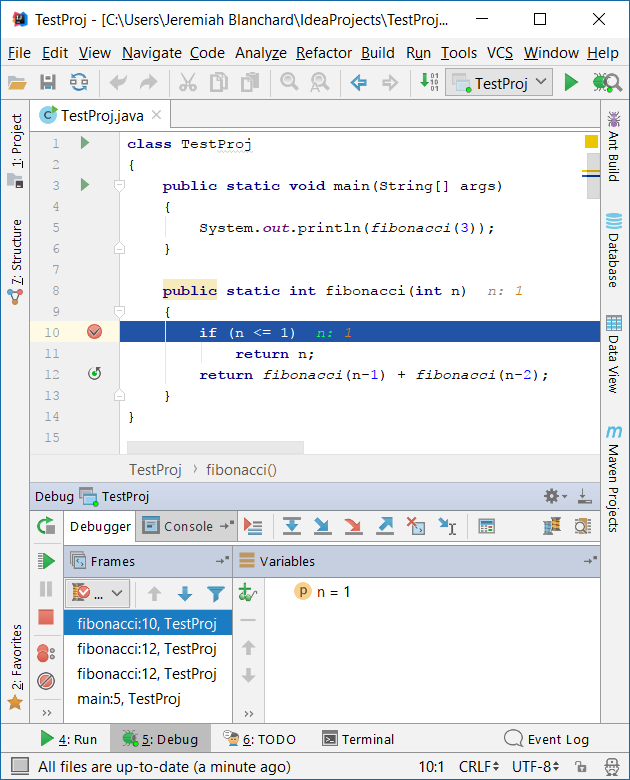 TestProj - [C:\Users\Jeremiah Blanchard\IdeaProjects\TestProj...
File Edit View Navigate Code Analyze Refactor Build Run Tools VCS Window Help
TestProj
TestProj.java
1: Project
7: Structure
2: Favorites
1 class TestProj
2 {
3 public static void main(String[] args)
4 {
5 System.out.println(fibonacci(3));
6 }
7
8 public static int fibonacci(int n) n: 1
9 {
10 if (n <= 1) n: 1
11 return n;
12 return fibonacci(n-1) + fibonacci(n-2);
13 }
14 }
15
Ant Build
Database
Data View
Maven Projects
TestProj › fibonacci()
Debug TestProj
Debugger Console
Frames Variables
...
fibonacci:10, TestProj
fibonacci:12, TestProj
fibonacci:12, TestProj
main:5, TestProj
p n = 1
4: Run 5: Debug 6: TODO Terminal Event Log
All files are up-to-date (a minute ago) 10:1 CRLF UTF-8